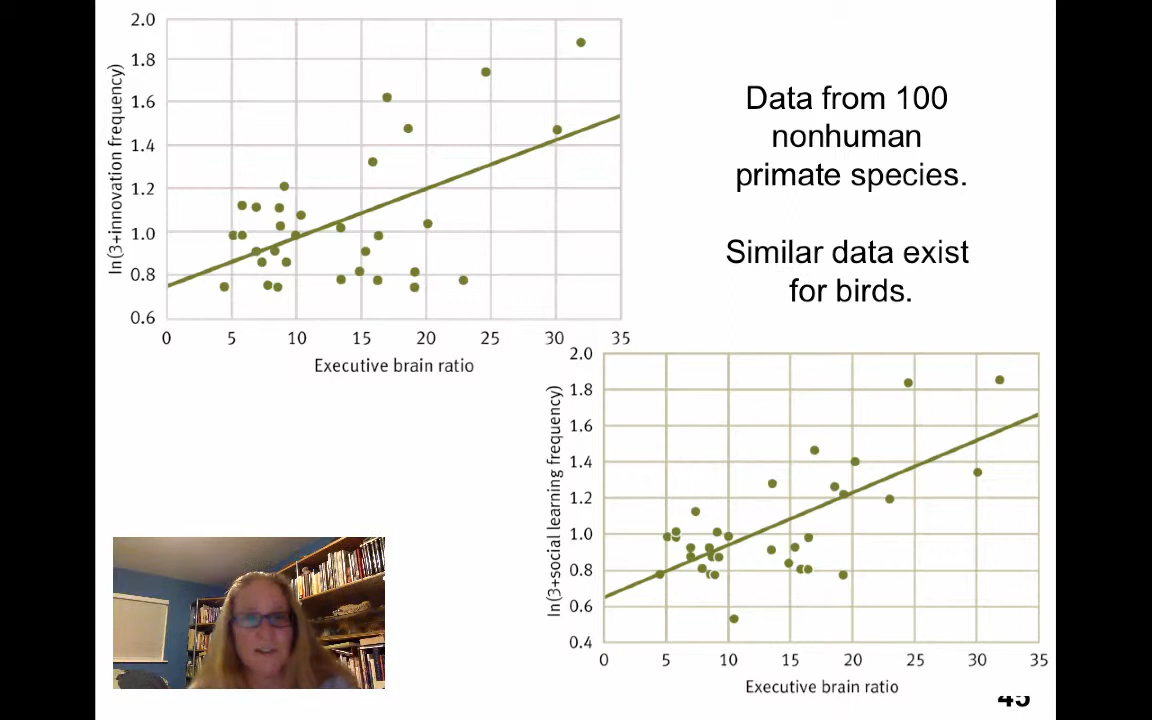 2.0
1.8
1.6
1.4
1.2
1.0
0.8
0.6
ln(3+innovation frequency)
0 5 10 15 20 25 30 35
Executive brain ratio
Data from 100
nonhuman
primate species.
Similar data exist
for birds.
2.0
1.8
1.6
1.4
1.2
1.0
0.8
0.6
0.4
ln(3+social learning frequency)
0 5 10 15 20 25 30 35
Executive brain ratio